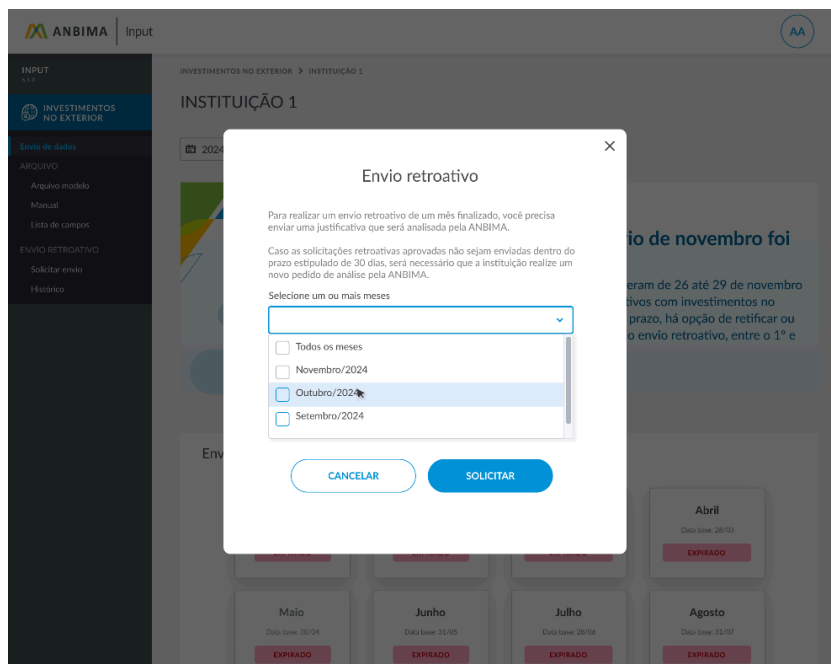 ANBIMA Input
AA
INPUT
INVESTIMENTOS
NO EXTERIOR
Envio de dados
ARQUIVO
Arquivo modelo
Manual
Lista de campos
ENVIO RETROATIVO
Solicitar envio
Histórico
INVESTIMENTOS NO EXTERIOR > INSTITUIÇÃO 1
INSTITUIÇÃO 1
2024
Envio retroativo
Para realizar um envio retroativo de um mês finalizado, você precisa
enviar uma justificativa que será analisada pela ANBIMA.
Caso as solicitações retroativas aprovadas não sejam enviadas dentro do
prazo estipulado de 30 dias, será necessário que a instituição realize um
novo pedido de análise pela ANBIMA.
Selecione um ou mais meses
Todos os meses
Novembro/2024
Outubro/2024
Setembro/2024
CANCELAR
SOLICITAR
io de novembro foi
eram de 26 até 29 de novembro
tivos com investimentos no
prazo, há opção de retificar ou
o envio retroativo, entre o 1º e
Env
Abril
Data base: 28/03
EXPIRADO
Maio
Data base: 30/04
EXPIRADO
Junho
Data base: 31/05
EXPIRADO
Julho
Data base: 28/06
EXPIRADO
Agosto
Data base: 31/07
EXPIRADO